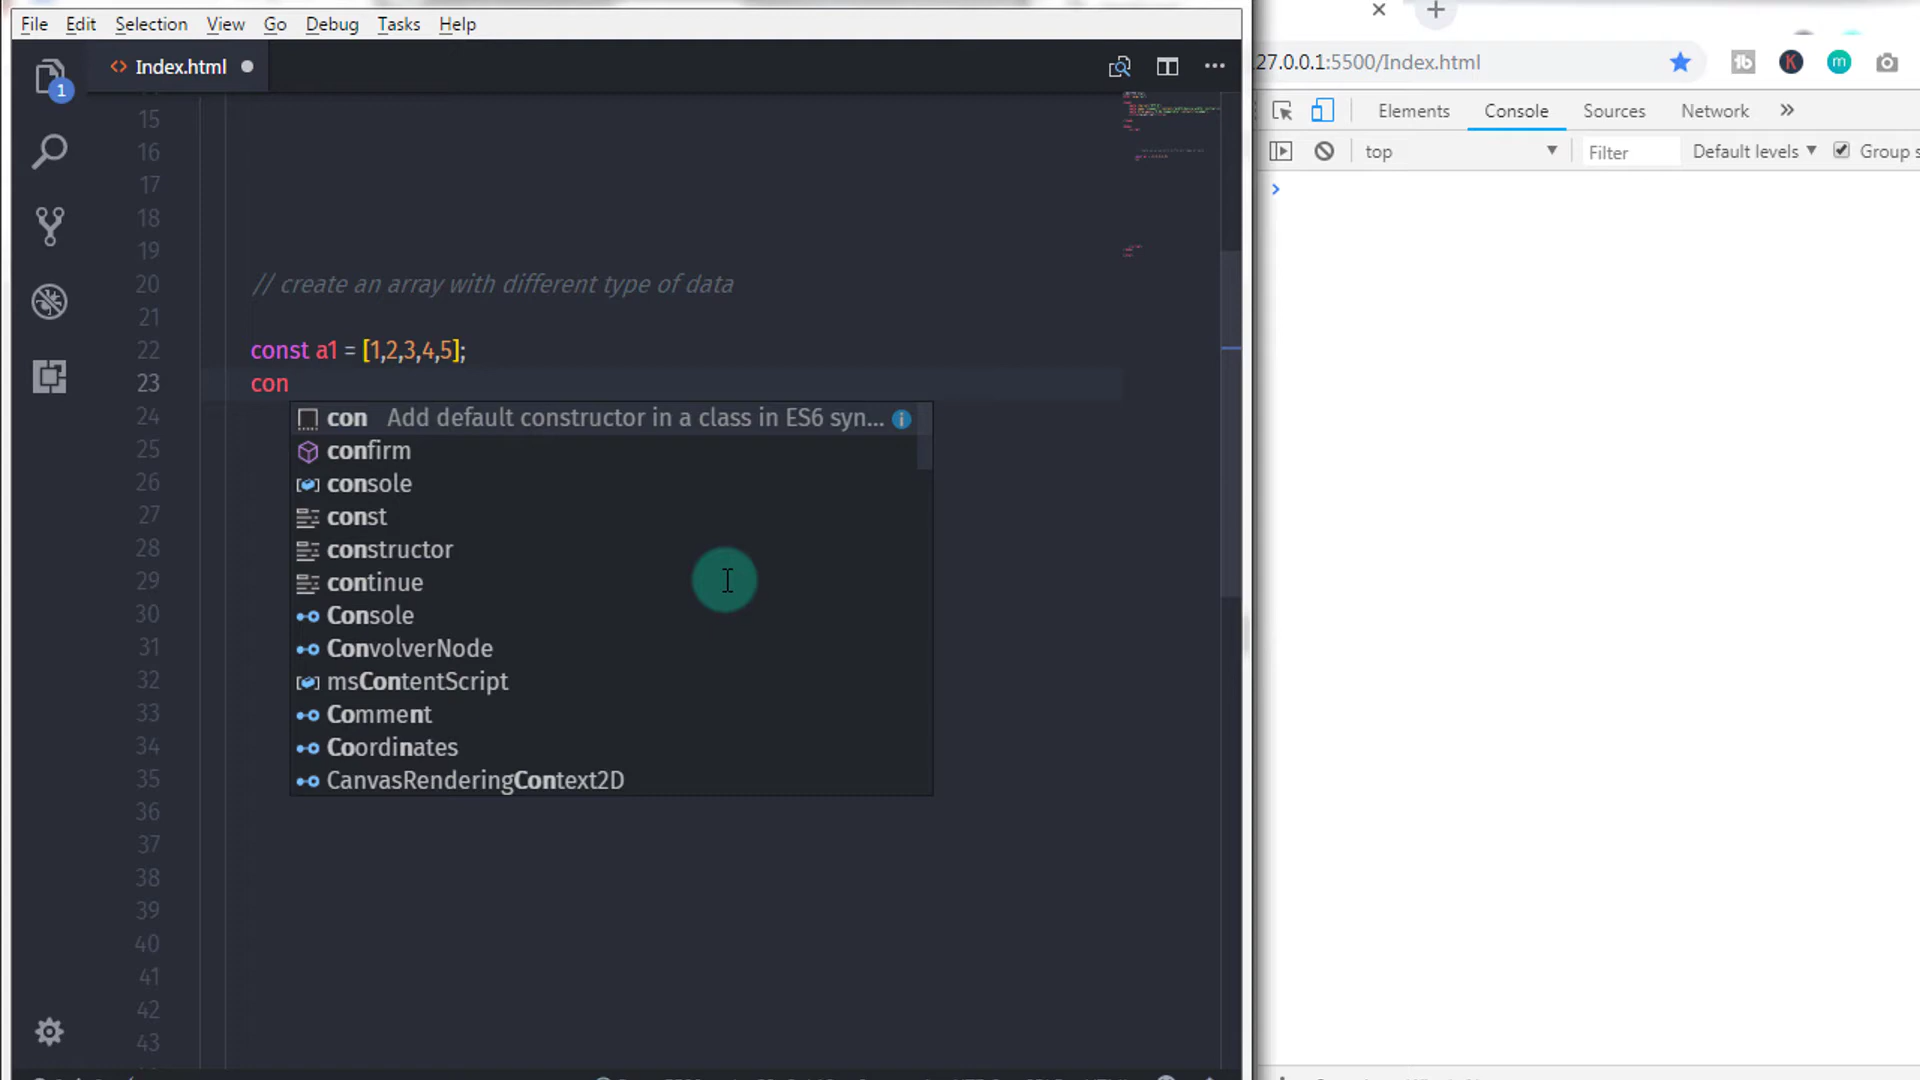 File Edit Selection View Go Debug Tasks Help
Index.html
1
27.0.0.1:5500/Index.html
Elements Console Sources Network
top Filter Default levels Group s
15
16
17
18
19
20 // create an array with different type of data
21
22 const a1 = [1,2,3,4,5];
23 con
24 con Add default constructor in a class in ES6 syn...
25 confirm
26 console
27 const
28 constructor
29 continue
30 Console
31 ConvolverNode
32 msContentScript
33 Comment
34 Coordinates
35 CanvasRenderingContext2D
36
37
38
39
40
41
42
43